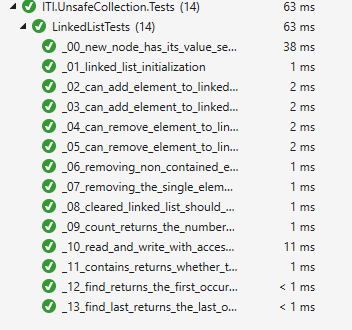 ITI.UnsafeCollection.Tests (14) 63 ms
LinkedListTests (14) 63 ms
_00_new_node_has_its_value_se... 38 ms
_01_linked_list_initialization 1 ms
_02_can_add_element_to_linked... 2 ms
_03_can_add_element_to_linked... 2 ms
_04_can_remove_element_to_lin... 2 ms
_05_can_remove_element_to_lin... 2 ms
_06_removing_non_contained_e... 1 ms
_07_removing_the_single_elem... 1 ms
_08_cleared_linked_list_should_... 1 ms
_09_count_returns_the_number... 1 ms
_10_read_and_write_with_acces... 11 ms
_11_contains_returns_whether_t... 1 ms
_12_find_returns_the_first_occur... < 1 ms
_13_find_last_returns_the_last_o... < 1 ms